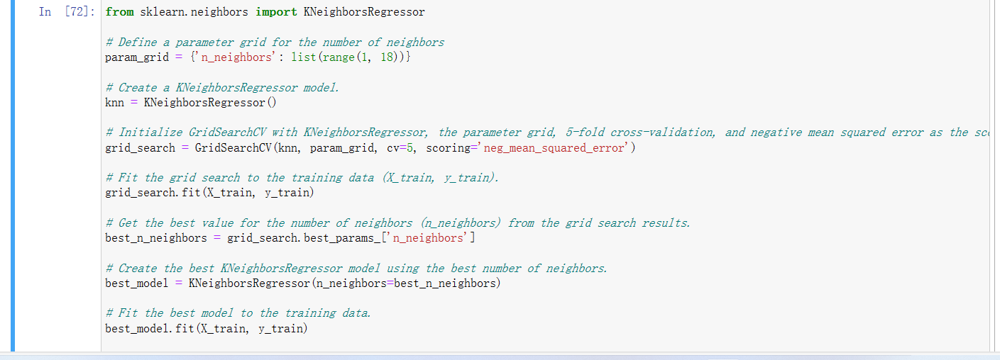 In [72]: from sklearn.neighbors import KNeighborsRegressor
# Define a parameter grid for the number of neighbors
param_grid = {'n_neighbors': list(range(1, 18))}
# Create a KNeighborsRegressor model.
knn = KNeighborsRegressor()
# Initialize GridSearchCV with KNeighborsRegressor, the parameter grid, 5-fold cross-validation, and negative mean squared error as the
grid_search = GridSearchCV(knn, param_grid, cv=5, scoring='neg_mean_squared_error')
# Fit the grid search to the training data (X_train, y_train).
grid_search.fit(X_train, y_train)
# Get the best value for the number of neighbors (n_neighbors) from the grid search results.
best_n_neighbors = grid_search.best_params_['n_neighbors']
# Create the best KNeighborsRegressor model using the best number of neighbors.
best_model = KNeighborsRegressor(n_neighbors=best_n_neighbors)
# Fit the best model to the training data.
best_model.fit(X_train, y_train)